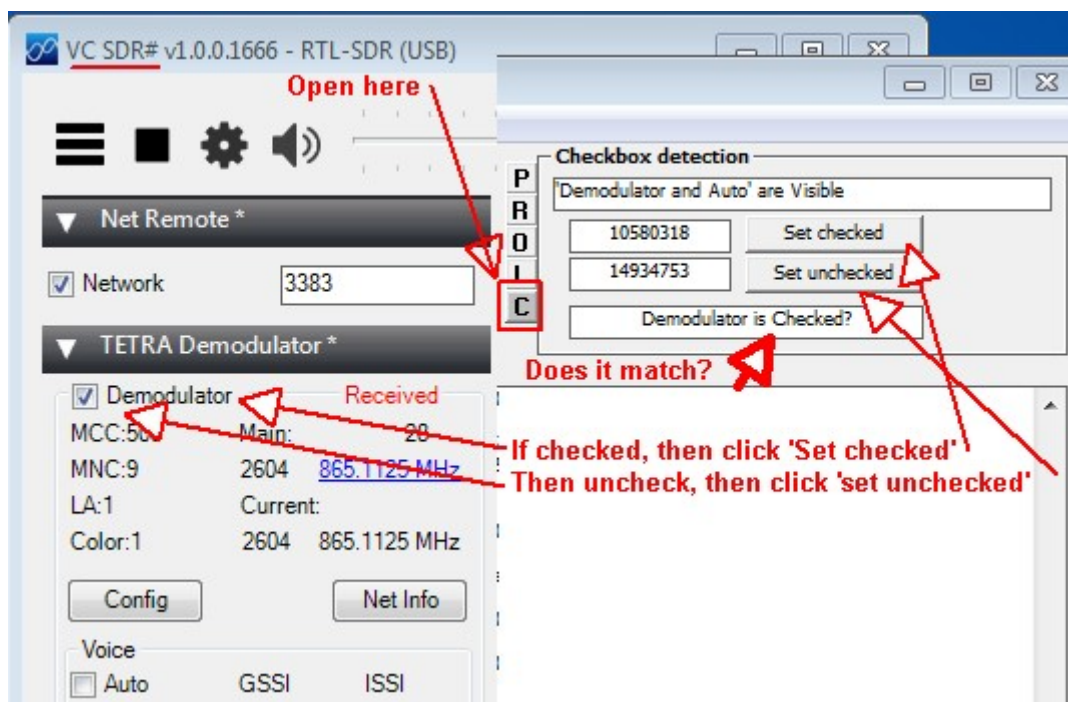 VC SDR# v1.0.0.1666 - RTL-SDR (USB)
Open here
Net Remote *
Network
3383
TETRA Demodulator *
Demodulator
Received
MCC:
Main:
MNC:9
2604
865.1125 MHz
LA:1
Current:
Color:1
2604
865.1125 MHz
Config
Net Info
Voice
Auto
GSSI
ISSI
P
R
O
L
C
Checkbox detection
'Demodulator and Auto' are Visible
10580318
Set checked
14934753
Set unchecked
Demodulator is Checked?
Does it match?
If checked, then click 'Set checked'
Then uncheck, then click 'set unchecked'